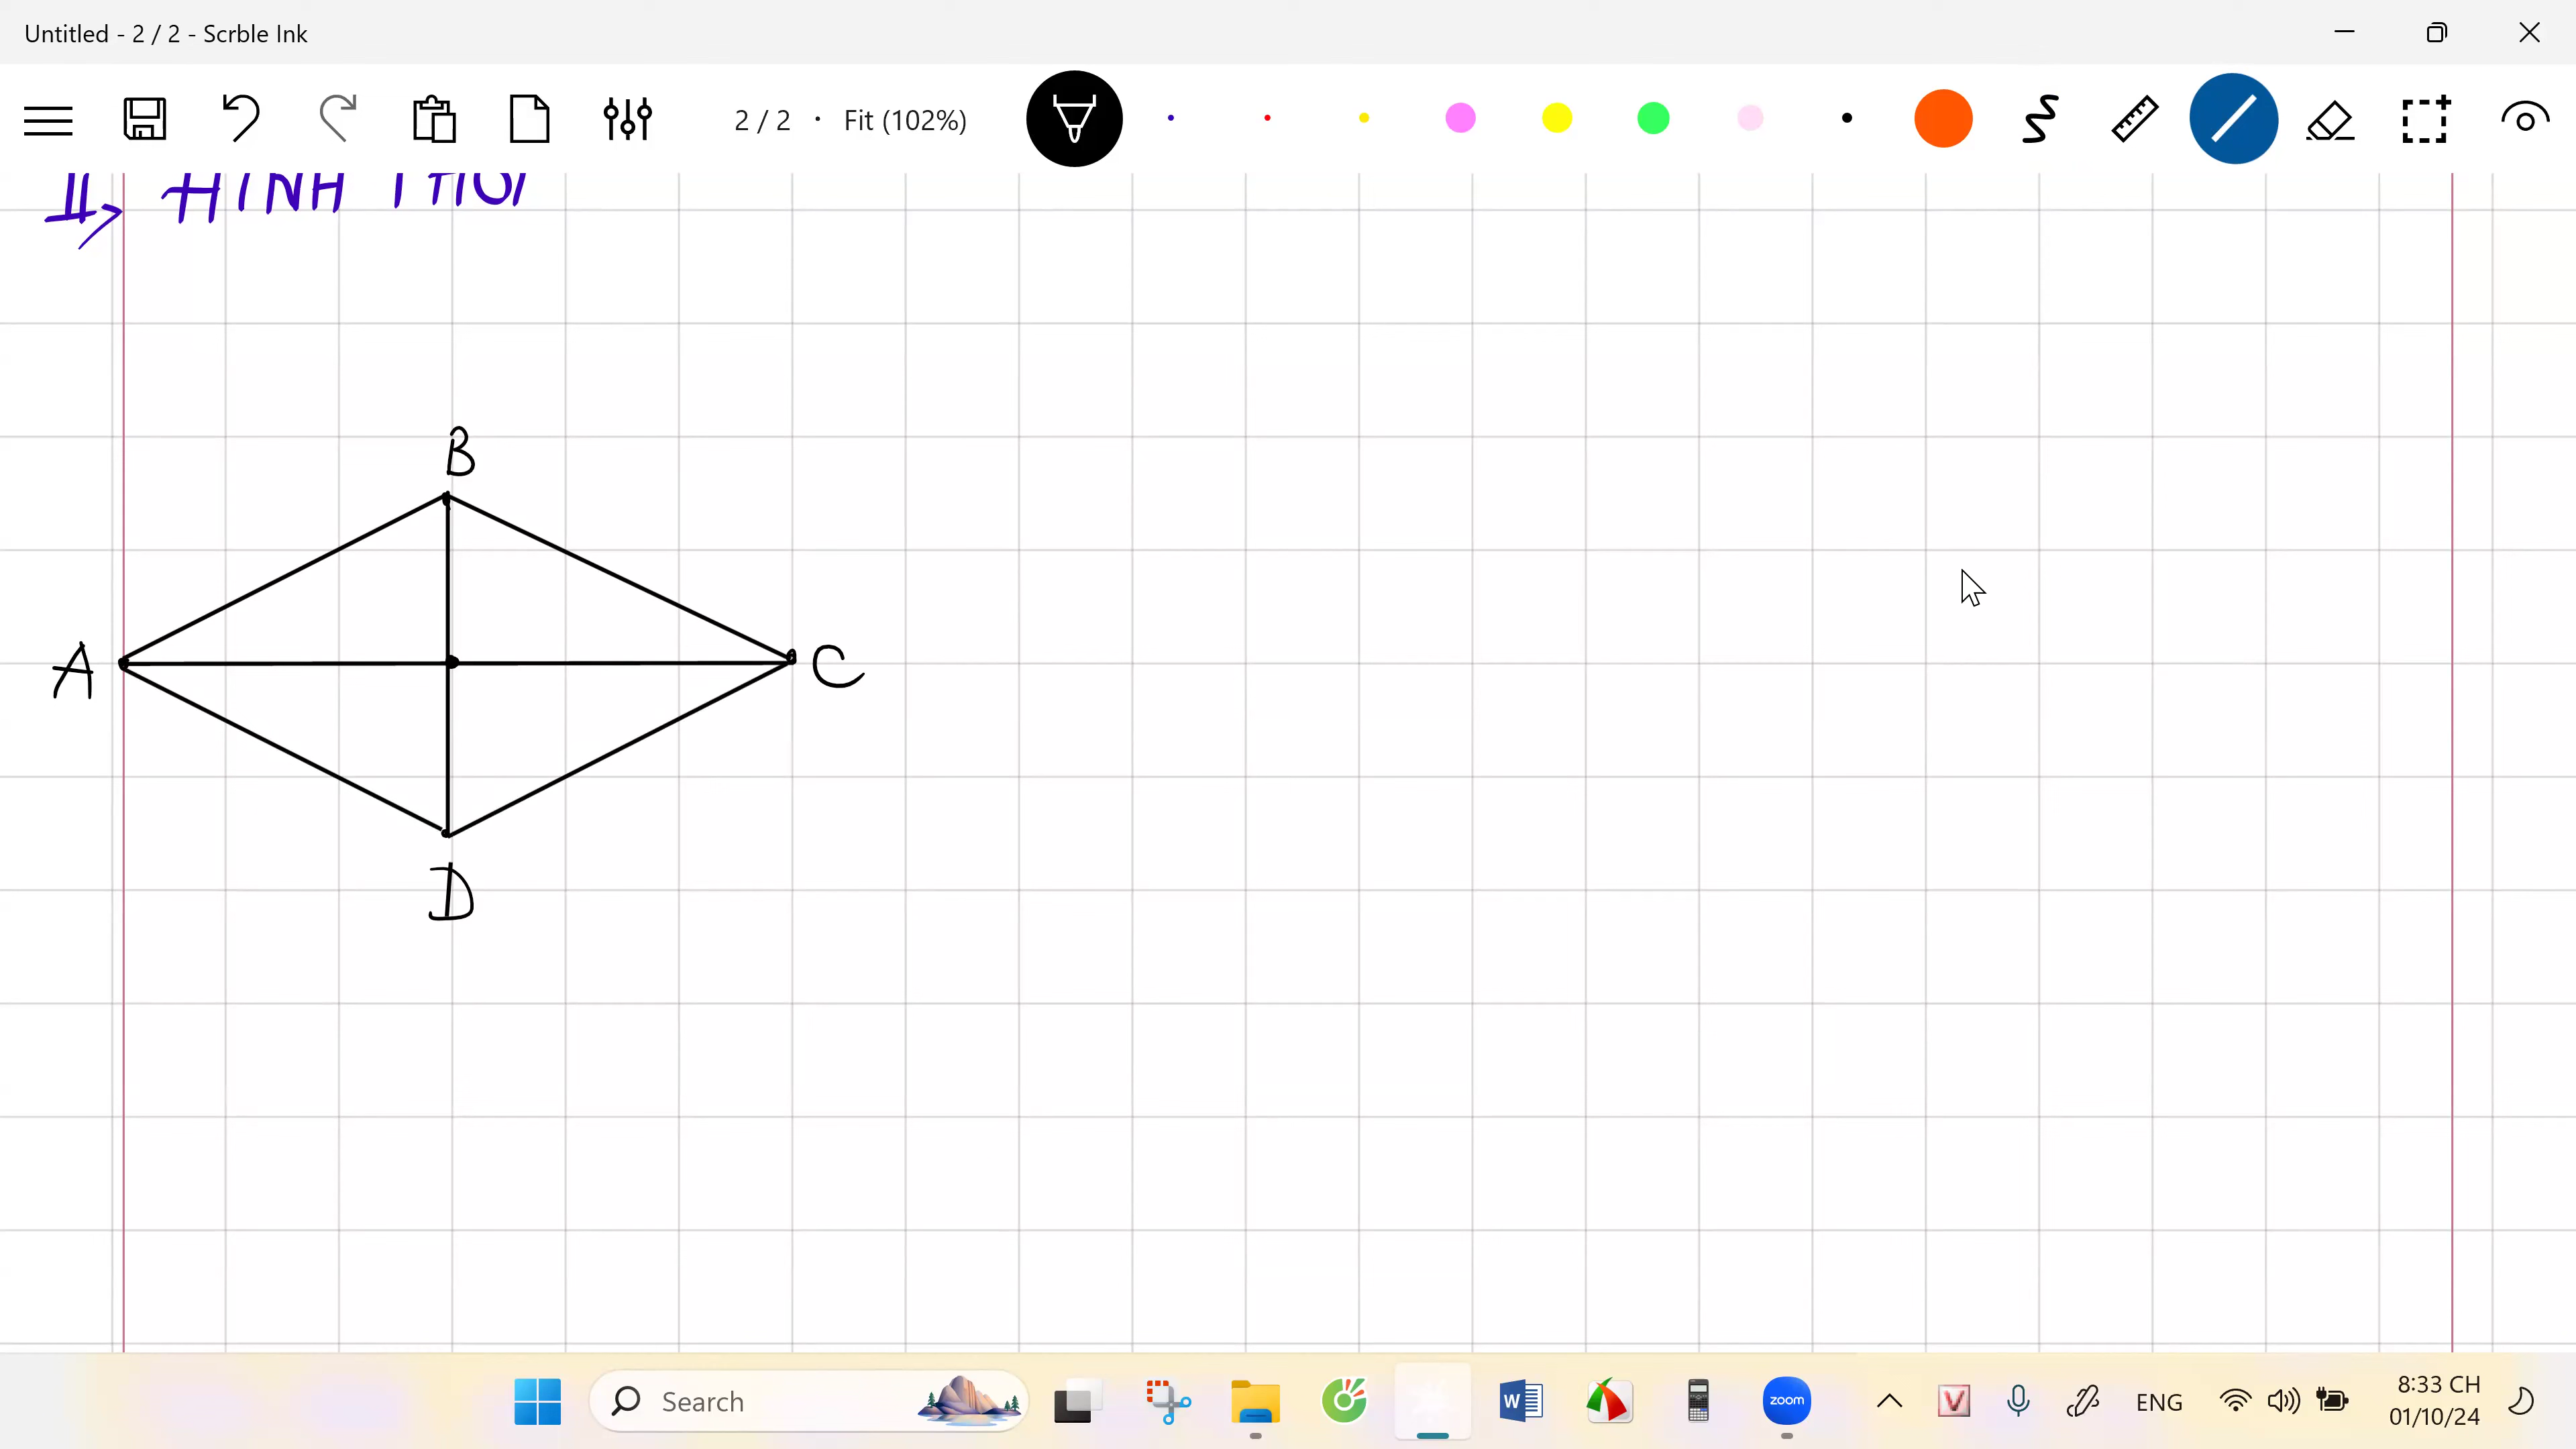 Untitled - 2 / 2 - Scrble Ink
2 / 2 · Fit (102%)
II> HÌNH THOI
B
A
C
D
Search
W
zoom
V
ENG
8:33 CH
01/10/24